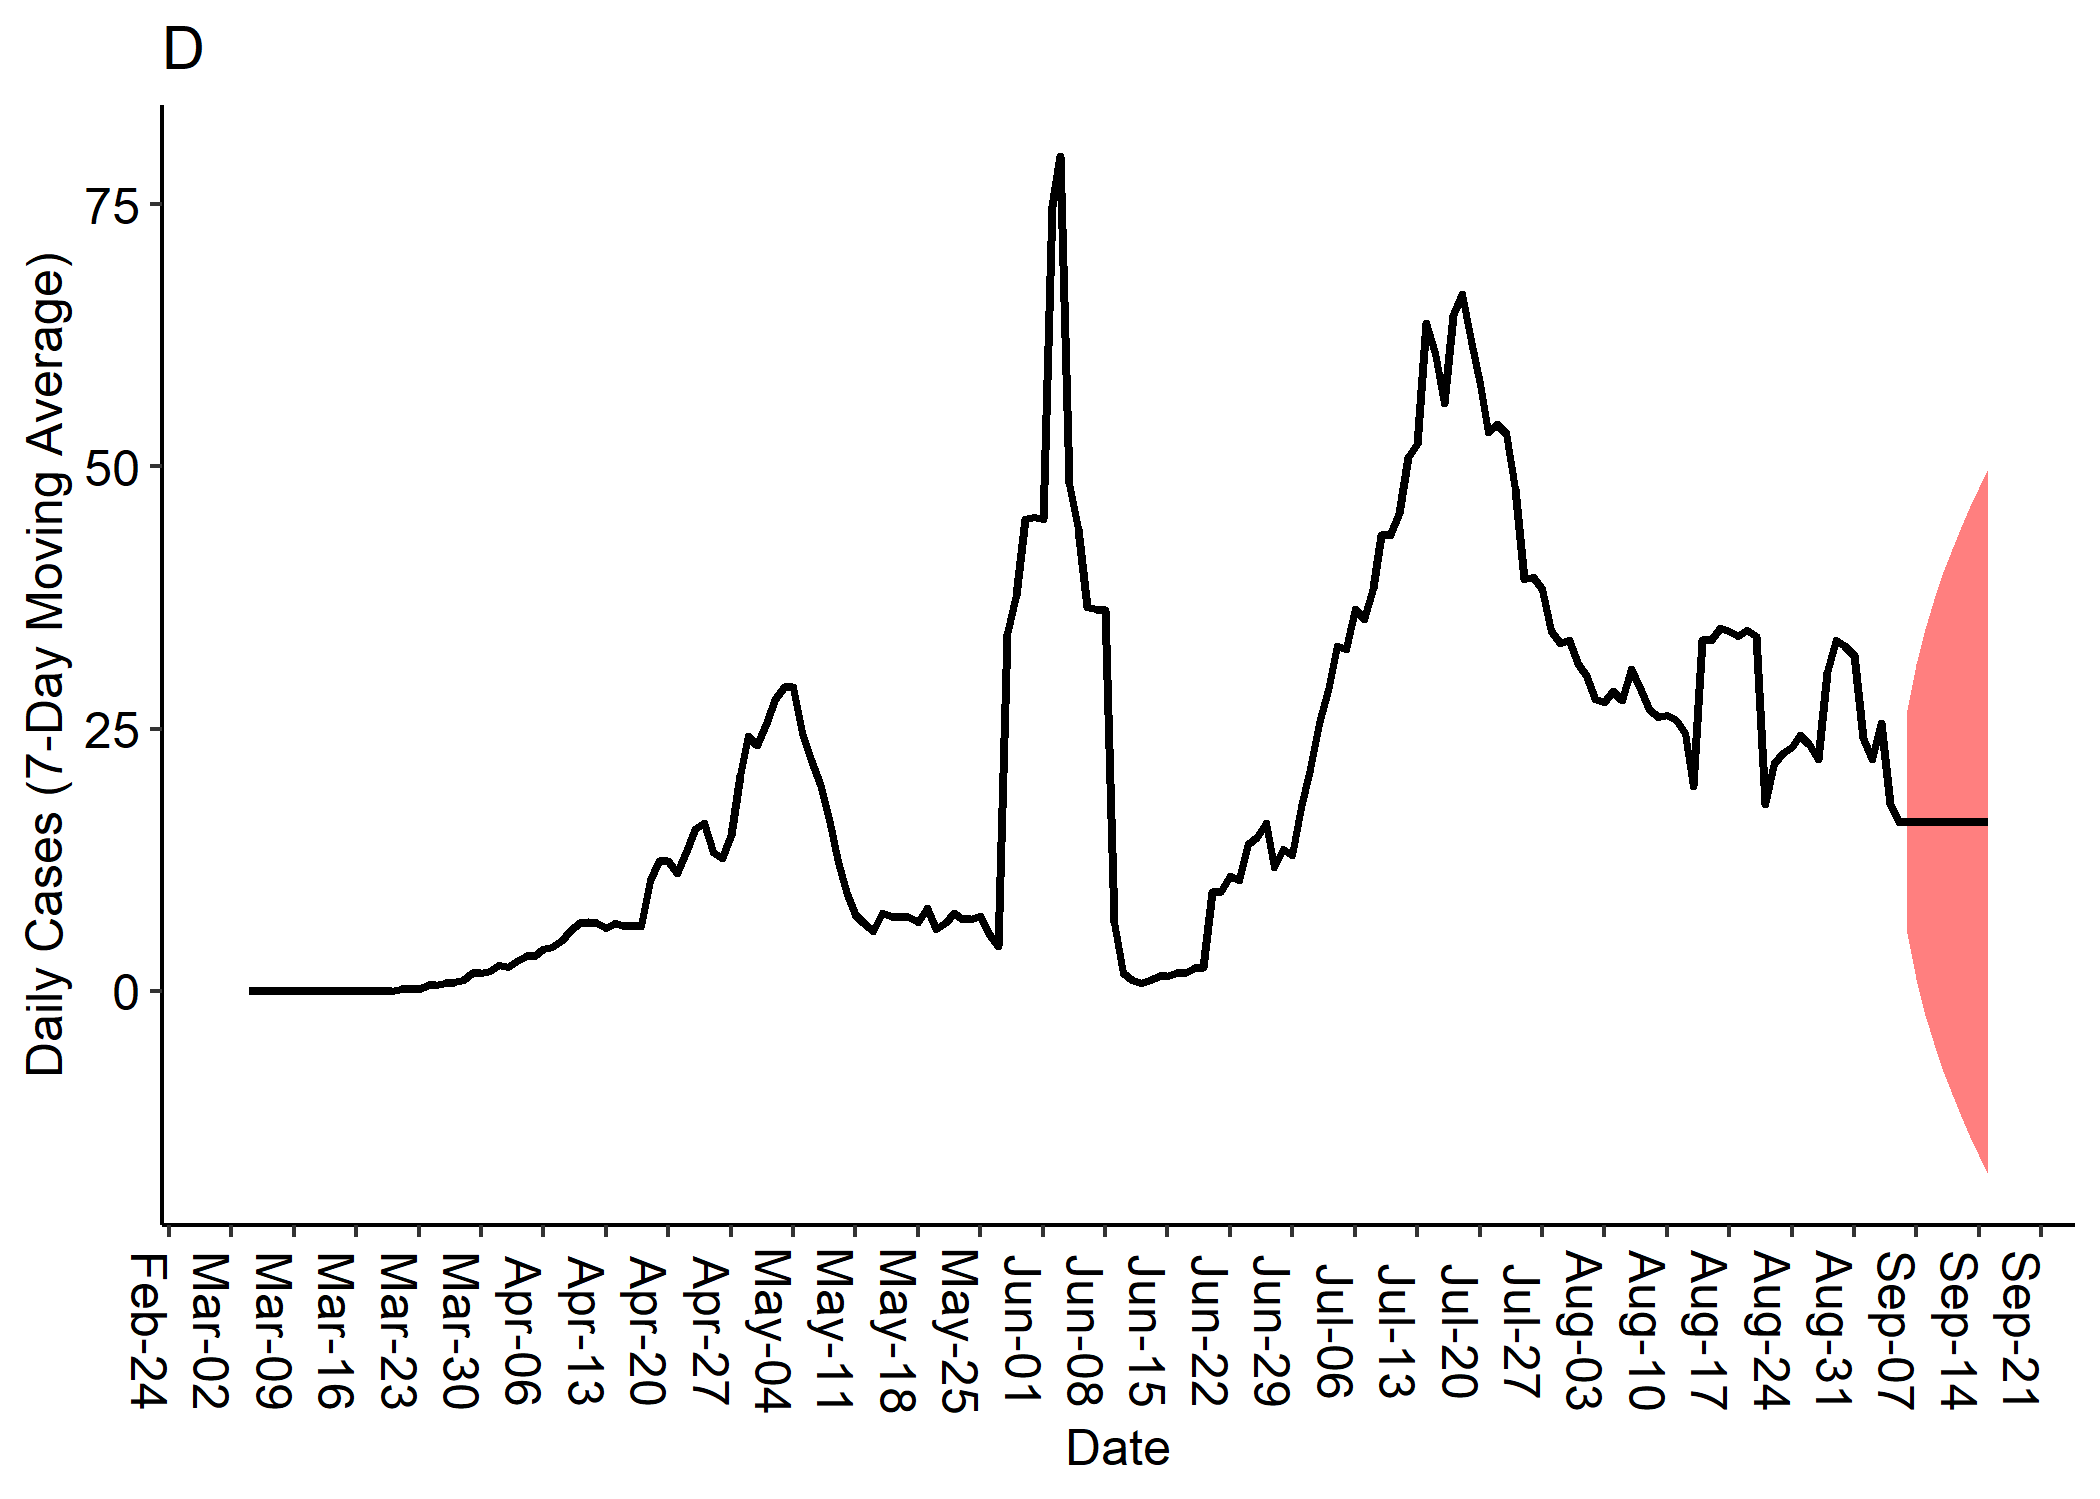 D
Daily Cases (7-Day Moving Average)
75
50
25
0
Feb-24
Mar-02
Mar-09
Mar-16
Mar-23
Mar-30
Apr-06
Apr-13
Apr-20
Apr-27
May-04
May-11
May-18
May-25
Jun-01
Jun-08
Jun-15
Jun-22
Jun-29
Jul-06
Jul-13
Jul-20
Jul-27
Aug-03
Aug-10
Aug-17
Aug-24
Aug-31
Sep-07
Sep-14
Sep-21
Date